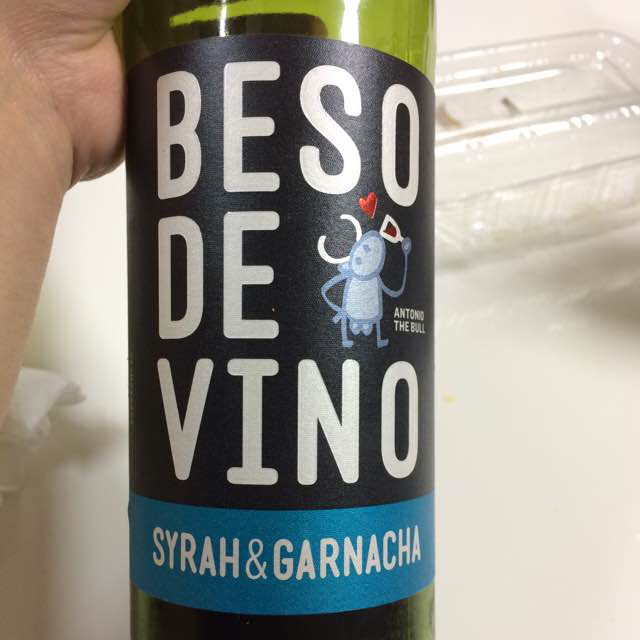 BESO
DE
VINO
ANTONIO
THE BULL
SYRAH & GARNACHA